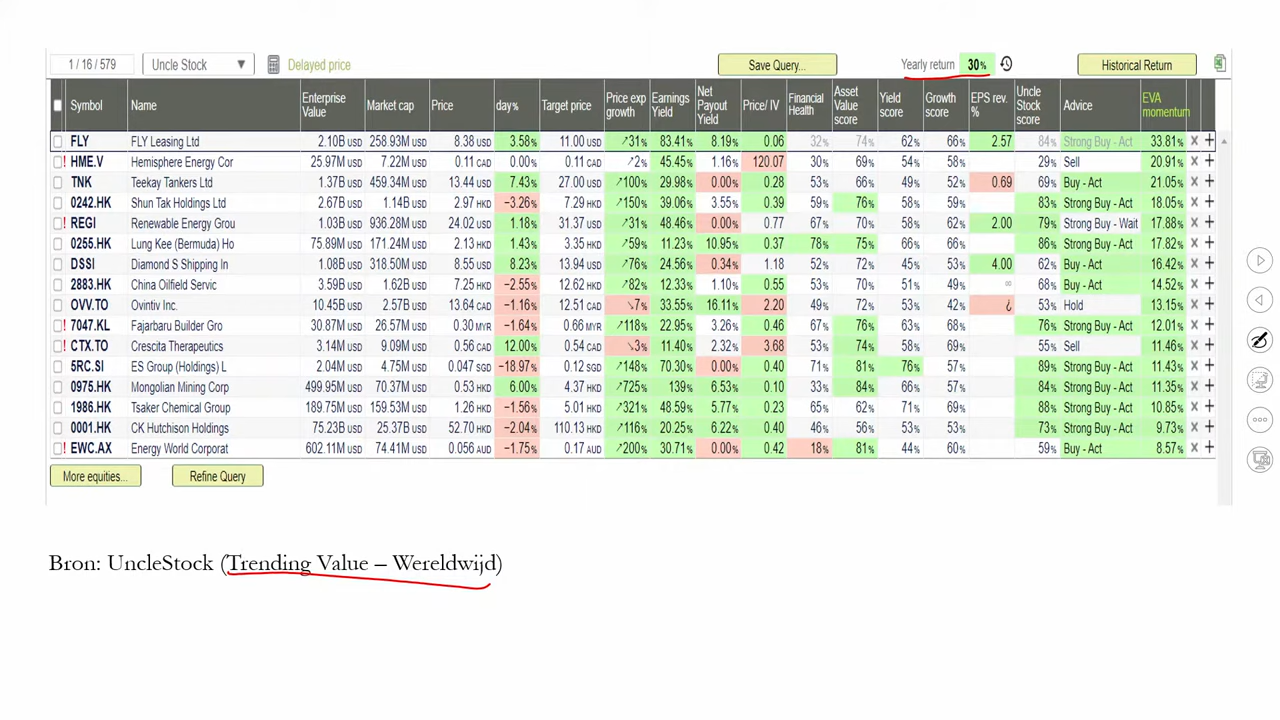 1 / 16 / 579 Uncle Stock ▼ Delayed price Save Query... Yearly return 30% Historical Return
Symbol Name Enterprise Value Market cap Price day% Target price Price exp growth Earnings Yield Net Payout Yield Price/ IV Financial Health Asset Value score Yield score Growth score EPS rev. % Uncle Stock score Advice EVA momentum
FLY FLY Leasing Ltd 2.10B USD 258.93M USD 8.38 USD 3.58% 11.00 USD ↗31% 83.41% 8.19% 0.06 32% 74% 62% 66% 2.57 84% Strong Buy - Act 33.81% × +
! HME.V Hemisphere Energy Cor 25.97M USD 7.22M USD 0.11 CAD 0.00% 0.11 CAD ↗2% 45.45% 1.16% 120.07 30% 69% 54% 58% 29% Sell 20.91% × +
TNK Teekay Tankers Ltd 1.37B USD 459.34M USD 13.44 USD 7.43% 27.00 USD ↗100% 29.98% 0.00% 0.28 53% 66% 49% 52% 0.69 69% Buy - Act 21.05% × +
0242.HK Shun Tak Holdings Ltd 2.67B USD 1.14B USD 2.97 HKD -3.26% 7.29 HKD ↗150% 39.06% 3.55% 0.39 59% 76% 58% 59% 83% Strong Buy - Act 18.05% × +
! REGI Renewable Energy Grou 1.01B USD 936.28M USD 24.02 USD 1.18% 31.37 USD ↗31% 48.46% 0.00% 0.77 67% 70% 58% 62% 2.00 79% Strong Buy - Wait 17.88% × +
0255.HK Lung Kee (Bermuda) Ho 75.89M USD 171.24M USD 2.13 HKD 1.43% 3.35 HKD ↗59% 11.23% 10.95% 0.37 78% 75% 66% 66% 86% Strong Buy - Act 17.82% × +
DSSI Diamond S Shipping In 1.08B USD 318.50M USD 8.55 USD 8.23% 13.94 USD ↗76% 24.56% 0.34% 1.18 52% 72% 45% 53% 4.00 62% Buy - Act 16.42% × +
2883.HK China Oilfield Servic 3.59B USD 1.62B USD 7.25 HKD -2.55% 12.62 HKD ↗82% 12.33% 1.10% 0.55 53% 70% 51% 49% ∞ 68% Buy - Act 14.52% × +
OVV.TO Ovintiv Inc. 10.45B USD 2.57B USD 13.64 CAD -1.16% 12.51 CAD ↘7% 33.55% 16.11% 2.20 49% 72% 53% 42% ¿ 53% Hold 13.15% × +
! 7047.KL Fajarbaru Builder Gro 30.87M USD 26.57M USD 0.30 MYR -1.64% 0.66 MYR ↗118% 22.95% 3.26% 0.46 67% 76% 63% 68% 76% Strong Buy - Act 12.01% × +
! CTX.TO Crescita Therapeutics 3.14M USD 9.09M USD 0.56 CAD 12.00% 0.54 CAD ↘3% 11.40% 2.32% 3.68 53% 74% 58% 69% 55% Sell 11.46% × +
5RC.SI ES Group (Holdings) L 2.04M USD 4.75M USD 0.047 SGD -18.97% 0.12 SGD ↗148% 70.30% 0.00% 0.40 71% 81% 76% 57% 89% Strong Buy - Act 11.43% × +
0975.HK Mongolian Mining Corp 499.95M USD 70.37M USD 0.53 HKD 6.00% 4.37 HKD ↗725% 139% 6.53% 0.10 33% 84% 66% 57% 84% Strong Buy - Act 11.35% × +
1986.HK Tsaker Chemical Group 189.75M USD 159.53M USD 1.26 HKD -1.56% 5.01 HKD ↗321% 48.59% 5.77% 0.23 65% 62% 71% 69% 88% Strong Buy - Act 10.85% × +
0001.HK CK Hutchison Holdings 75.23B USD 25.37B USD 52.70 HKD -2.04% 110.13 HKD ↗116% 20.25% 6.22% 0.40 46% 56% 53% 53% 73% Strong Buy - Act 9.73% × +
! EWC.AX Energy World Corporat 602.11M USD 74.41M USD 0.056 AUD -1.75% 0.17 AUD ↗200% 30.71% 0.00% 0.42 18% 81% 44% 60% 59% Buy - Act 8.57% × +
More equities... Refine Query
Bron: UncleStock (Trending Value – Wereldwijd)